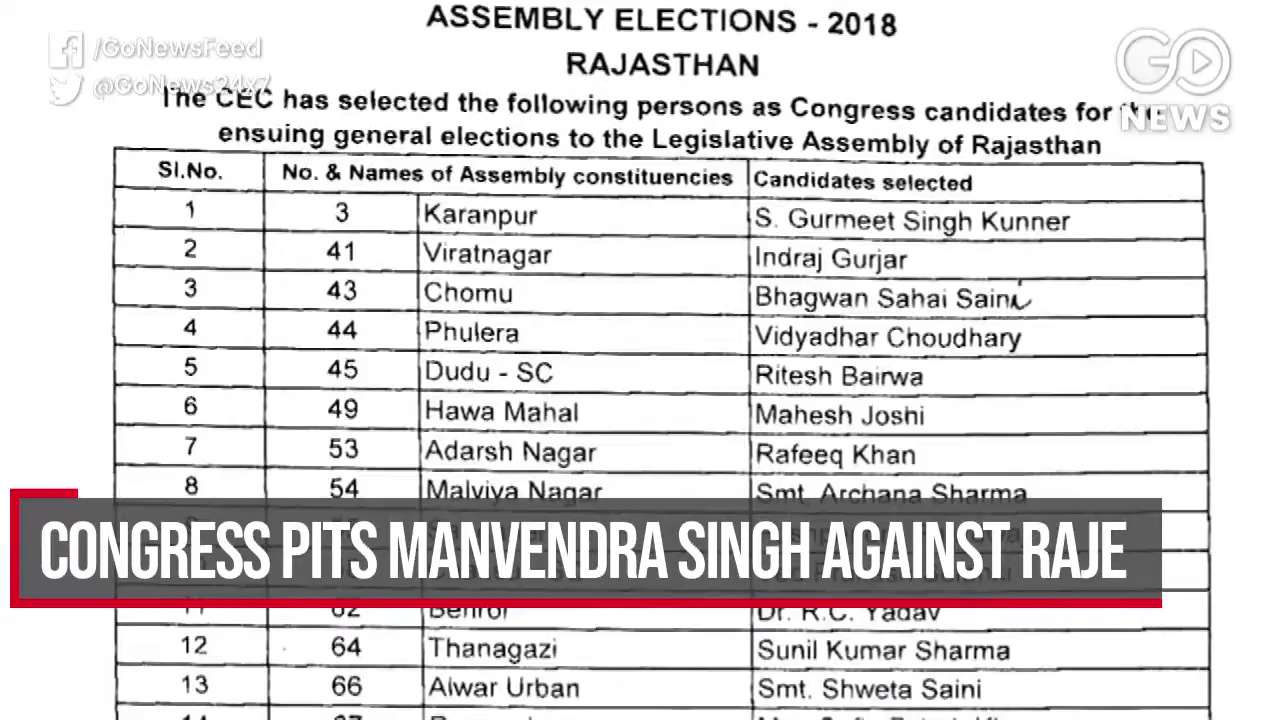 ASSEMBLY ELECTIONS - 2018
/GoNewsFeed
RAJASTHAN
@GoNews24x7
GO
NEWS
The CEC has selected the following persons as Congress candidates for the
ensuing general elections to the Legislative Assembly of Rajasthan
Sl.No. No. & Names of Assembly constituencies Candidates selected
1 3 Karanpur S. Gurmeet Singh Kunner
2 41 Viratnagar Indraj Gurjar
3 43 Chomu Bhagwan Sahai Saini
4 44 Phulera Vidyadhar Choudhary
5 45 Dudu - SC Ritesh Bairwa
6 49 Hawa Mahal Mahesh Joshi
7 53 Adarsh Nagar Rafeeq Khan
8 54 Malviya Nagar Smt. Archana Sharma
CONGRESS PITS MANVENDRA SINGH AGAINST RAJE
11 62 Behror Dr. R.C. Yadav
12 64 Thanagazi Sunil Kumar Sharma
13 66 Alwar Urban Smt. Shweta Saini